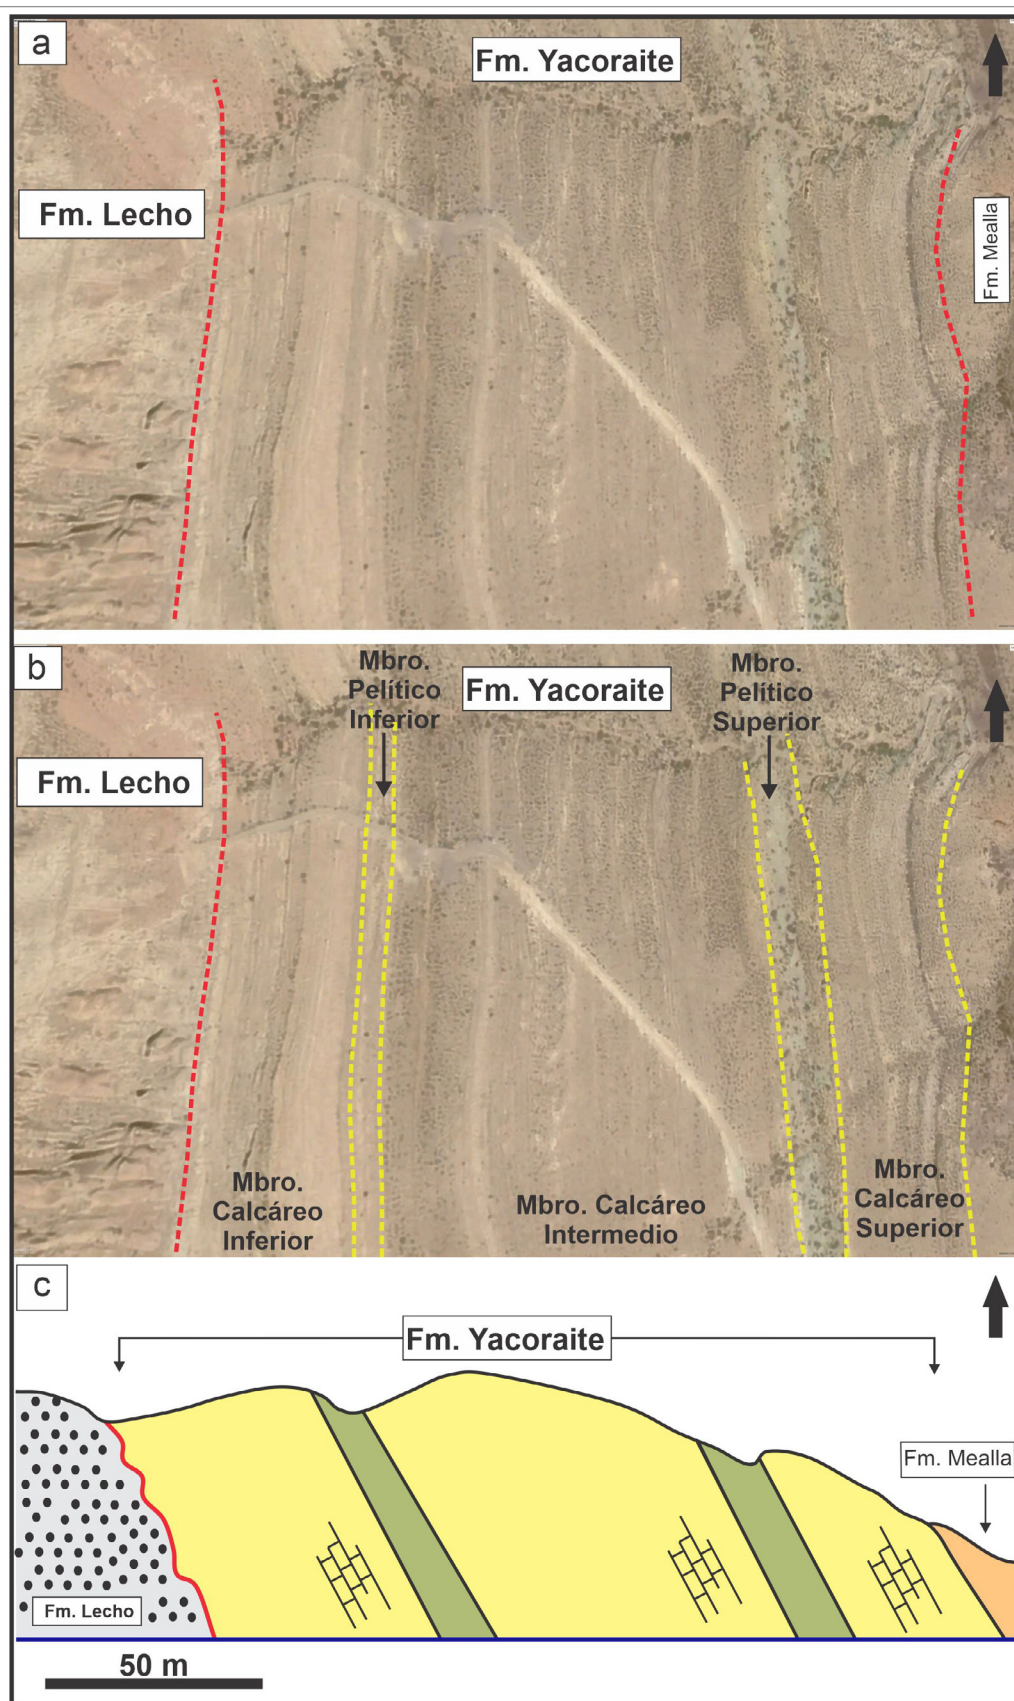 a
Fm. Yacoraite
Fm. Lecho
Fm. Mealla
b
Mbro.
Pelítico
Inferior
Fm. Yacoraite
Mbro.
Pelítico
Superior
Fm. Lecho
Mbro.
Calcáreo
Inferior
Mbro. Calcáreo
Intermedio
Mbro.
Calcáreo
Superior
c
Fm. Yacoraite
Fm. Mealla
Fm. Lecho
50 m